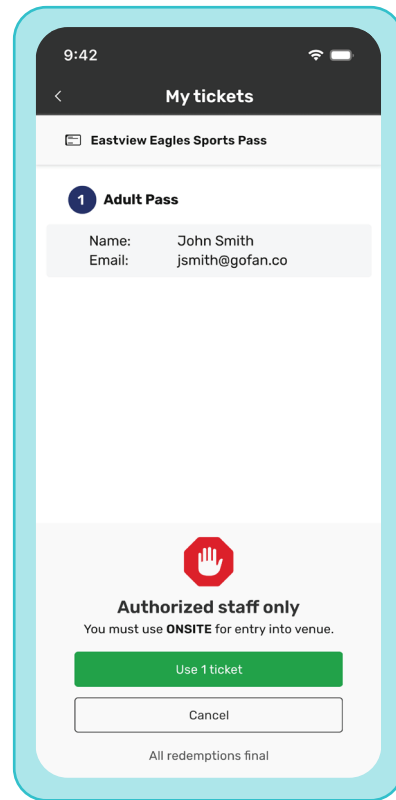 9:42
My tickets
Eastview Eagles Sports Pass
1 Adult Pass
Name: John Smith
Email: jsmith@gofan.co
Authorized staff only
You must use ONSITE for entry into venue.
Use 1 ticket
Cancel
All redemptions final